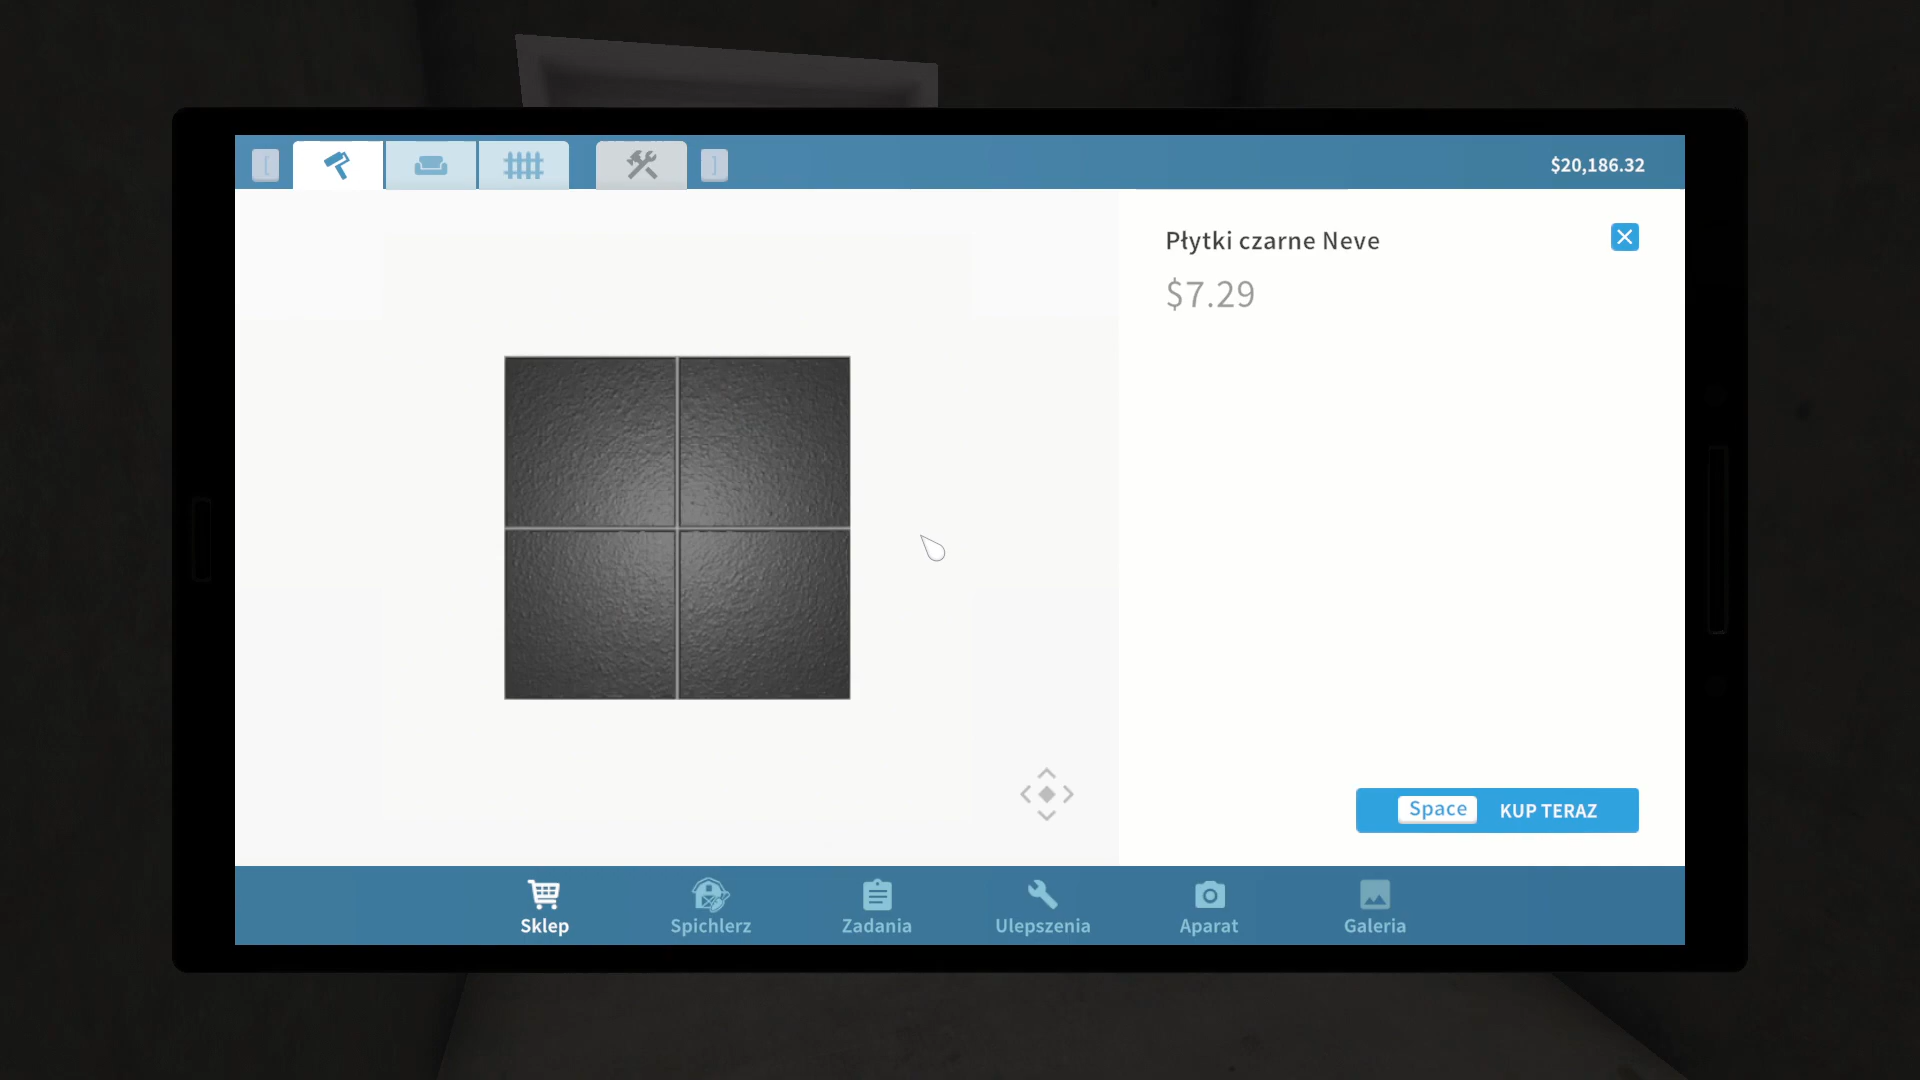 [
]
$20,186.32
Płytki czarne Neve
$7.29
Space KUP TERAZ
Sklep Spichlerz Zadania Ulepszenia Aparat Galeria